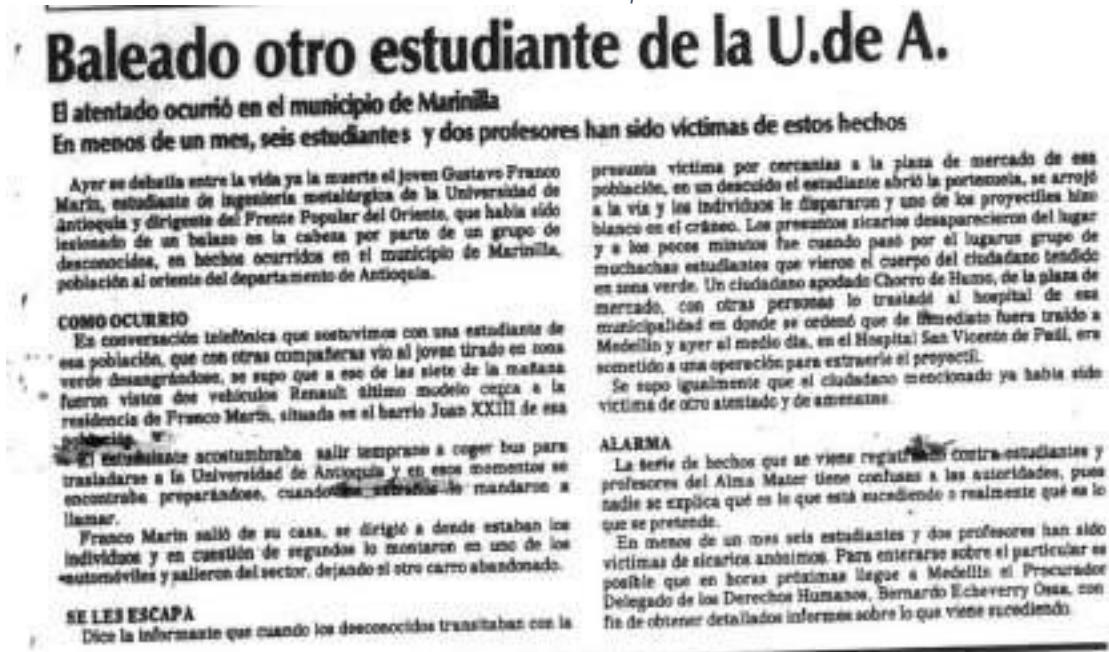 Baleado otro estudiante de la U.de A.
El atentado ocurrió en el municipio de Marinilla
En menos de un mes, seis estudiantes y dos profesores han sido víctimas de estos hechos
Ayer se debatía entre la vida ya la muerte el joven Gustavo Franco
Marín, estudiante de ingeniería metalúrgica de la Universidad de
Antioquia y dirigente del Frente Popular del Oriente, que había sido
lesionado de un balazo en la cabeza por parte de un grupo de
desconocidos, en hechos ocurridos en el municipio de Marinilla,
población al oriente del departamento de Antioquia.
COMO OCURRIO
En conversación telefónica que sostuvimos con una estudiante de
esa población, que con otras compañeras vio al joven tirado en zona
verde desangrándose, se supo que a eso de las siete de la mañana
fueron vistos dos vehículos Renault último modelo cerca a la
residencia de Franco Marín, situada en el barrio Juan XXIII de esa
población.
El estudiante acostumbraba salir temprano a coger bus para
trasladarse a la Universidad de Antioquia y en esos momentos se
encontraba preparándose, cuando los extraños lo mandaron a
llamar.
Franco Marín salió de su casa, se dirigió a donde estaban los
individuos y en cuestión de segundos lo montaron en uno de los
automóviles y salieron del sector, dejando el otro carro abandonado.
SE LES ESCAPA
Dice la informante que cuando los desconocidos transitaban con la
presunta víctima por cercanías a la plaza de mercado de esa
población, en un descuido el estudiante abrió la portezuela, se arrojó
a la vía y los individuos le dispararon y uno de los proyectiles hizo
blanco en el cráneo. Los presuntos sicarios desaparecieron del lugar
y a los pocos minutos fue cuando pasó por el lugarus grupo de
muchachas estudiantes que vieron el cuerpo del ciudadano tendido
en zona verde. Un ciudadano apodado Chorro de Humo, de la plaza de
mercado, con otras personas lo trasladó al hospital de esa
municipalidad en donde se ordenó que de inmediato fuera traído a
Medellín y ayer al medio día, en el Hospital San Vicente de Paúl, era
sometido a una operación para extraerle el proyectil.
Se supo igualmente que el ciudadano mencionado ya había sido
víctima de otro atentado y de amenazas.
ALARMA
La serie de hechos que se viene registrando contra estudiantes y
profesores del Alma Mater tiene confusas a las autoridades, pues
nadie se explica qué es lo que está sucediendo o realmente qué es lo
que se pretende.
En menos de un mes seis estudiantes y dos profesores han sido
víctimas de sicarios anónimos. Para enterarse sobre el particular es
posible que en horas próximas llegue a Medellín el Procurador
Delegado de los Derechos Humanos, Bernardo Echeverry Ossa, con
fin de obtener detallados informes sobre lo que viene sucediendo.